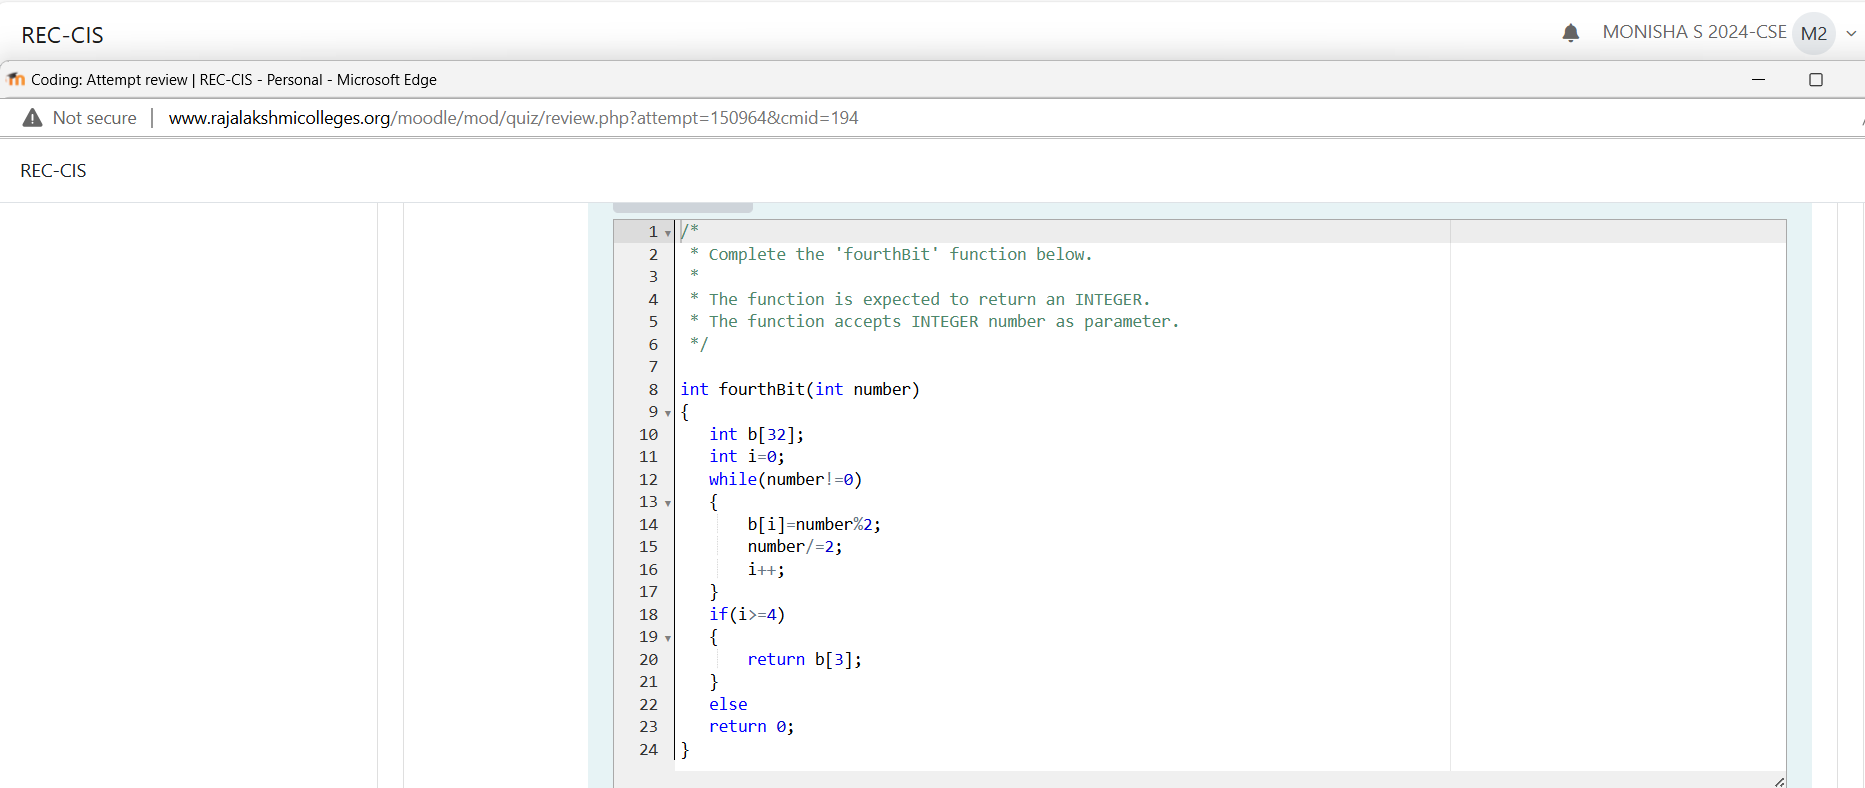 REC-CIS
MONISHA S 2024-CSE M2
Coding: Attempt review | REC-CIS - Personal - Microsoft Edge
Not secure | www.rajalakshmicolleges.org/moodle/mod/quiz/review.php?attempt=150964&cmid=194
REC-CIS
1 /*
2  * Complete the 'fourthBit' function below.
3  *
4  * The function is expected to return an INTEGER.
5  * The function accepts INTEGER number as parameter.
6  */
7
8 int fourthBit(int number)
9 {
10    int b[32];
11    int i=0;
12    while(number!=0)
13    {
14        b[i]=number%2;
15        number/=2;
16        i++;
17    }
18    if(i>=4)
19    {
20        return b[3];
21    }
22    else
23    return 0;
24 }